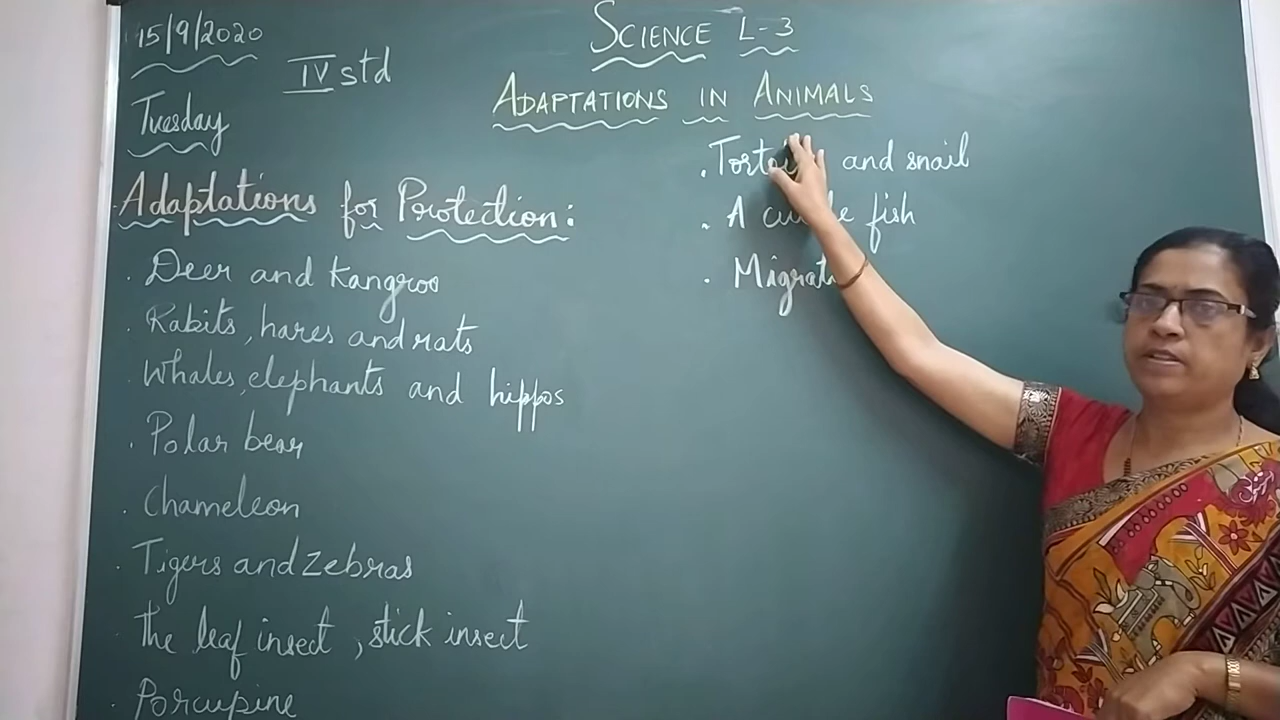 15/9/2020
IV std
Tuesday
SCIENCE L-3
ADAPTATIONS IN ANIMALS
Adaptations for Protection:
. Deer and Kangroo
. Rabits, hares and rats
. Whales, elephants and hippos
. Polar bear
. Chameleon
. Tigers and Zebras
. The leaf insect, stick insect
. Porcupine
. and snail
. A fish
.